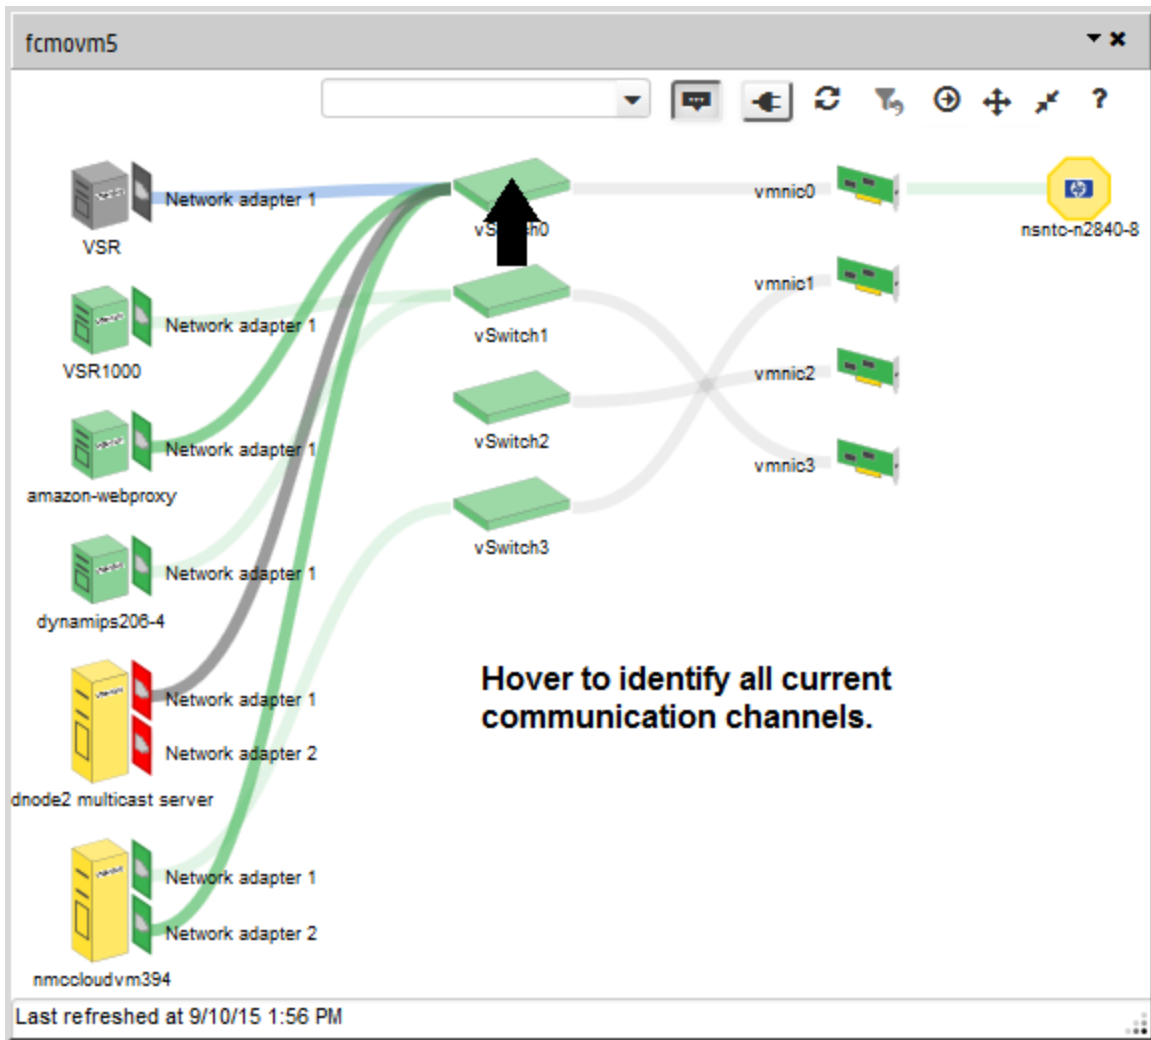 fcmovm5
?
Network adapter 1
VSR
Network adapter 1
VSR1000
Network adapter 1
amazon-webproxy
Network adapter 1
dynamips206-4
Network adapter 1
Network adapter 2
dnode2 multicast server
Network adapter 1
Network adapter 2
nmccloudvm394
vSwitch1
vSwitch2
vSwitch3
vmnic0
vmnic1
vmnic2
vmnic3
hp
nsntc-n2840-8
Hover to identify all current
communication channels.
Last refreshed at 9/10/15 1:56 PM